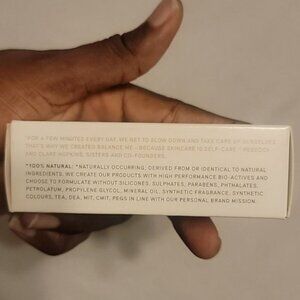 "FOR A FEW MINUTES EVERY DAY, WE GET TO SLOW DOWN AND TAKE CARE OF OURSELVES
THAT'S WHY WE CREATED BALANCE ME - BECAUSE SKINCARE IS SELF-CARE." REBECCA
AND CLARE HOPKINS, SISTERS AND CO-FOUNDERS.
*100% NATURAL: *NATURALLY OCCURRING; DERIVED FROM OR IDENTICAL TO NATURAL
INGREDIENTS. WE CREATE OUR PRODUCTS WITH HIGH PERFORMANCE BIO-ACTIVES AND
CHOOSE TO FORMULATE WITHOUT SILICONES, SULPHATES, PARABENS, PHTHALATES,
PETROLATUM, PROPYLENE GLYCOL, MINERAL OIL, SYNTHETIC FRAGRANCE, SYNTHETIC
COLOURS, TEA, DEA, MIT, CMIT, PEGS IN LINE WITH OUR PERSONAL BRAND MISSION.